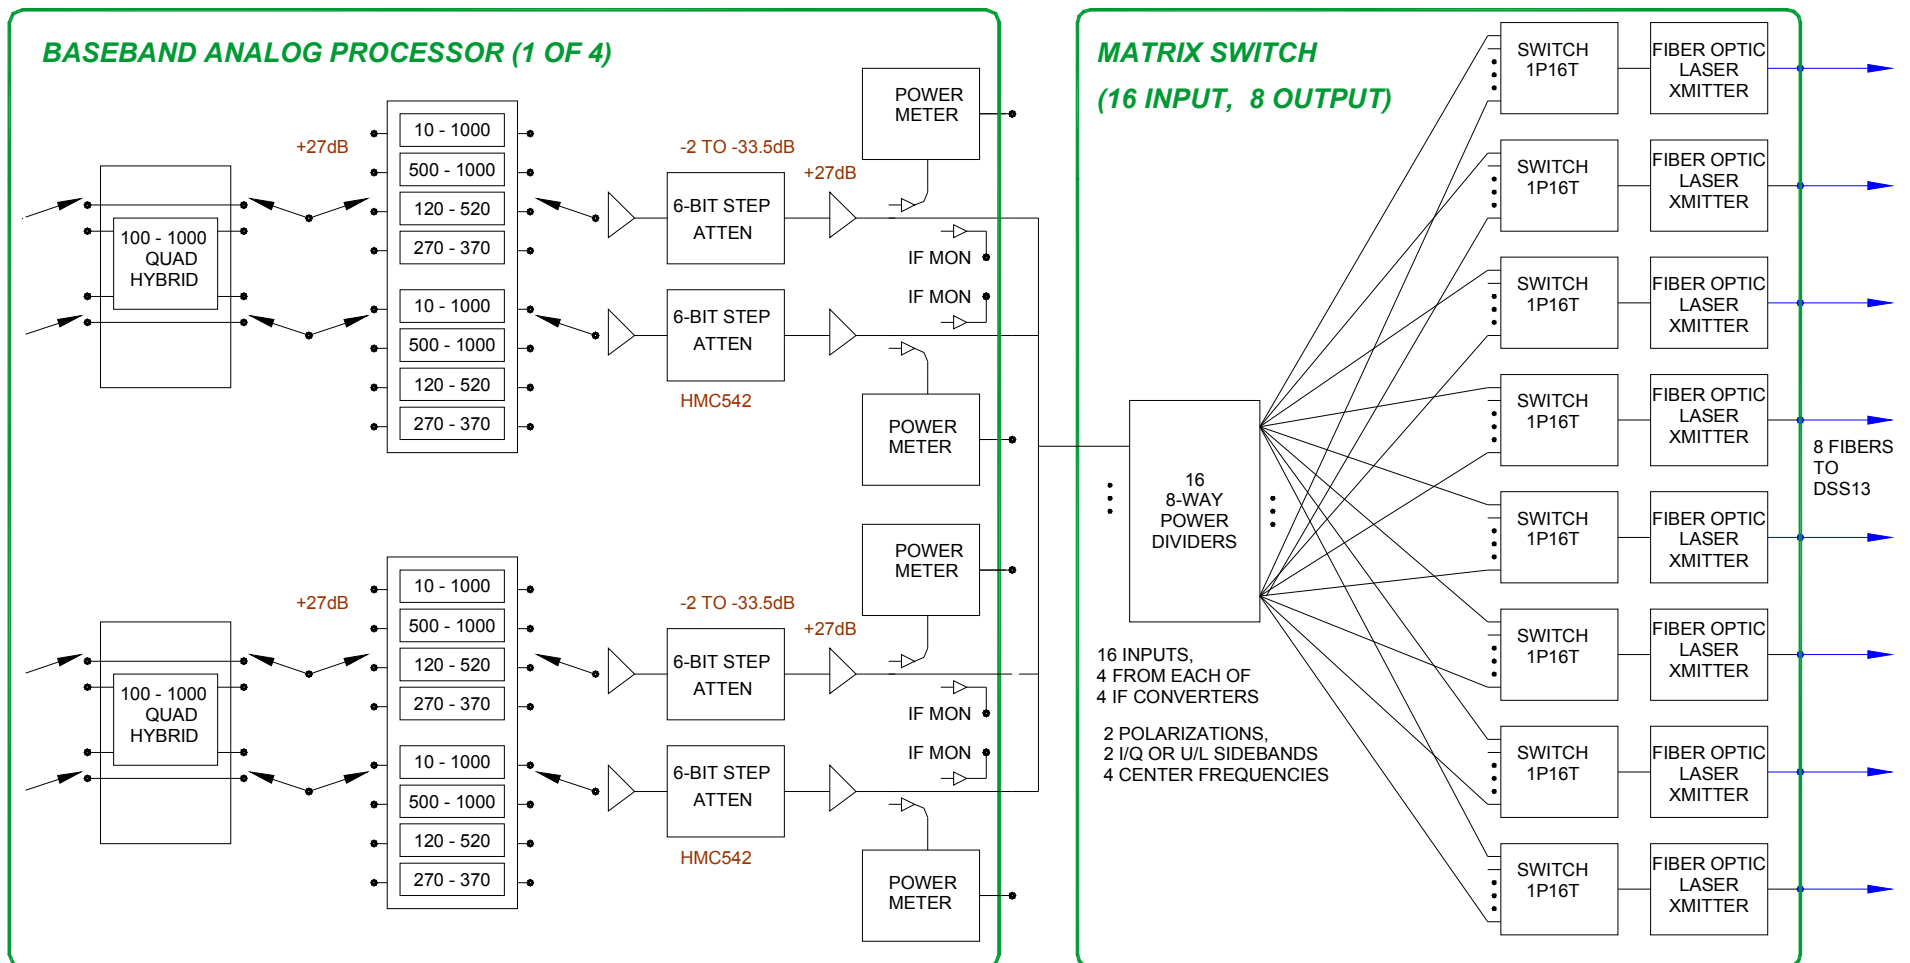 BASEBAND ANALOG PROCESSOR (1 OF 4)
+27dB
100 - 1000
QUAD
HYBRID
10 - 1000
500 - 1000
120 - 520
270 - 370
10 - 1000
500 - 1000
120 - 520
270 - 370
-2 TO -33.5dB
+27dB
6-BIT STEP
ATTEN
6-BIT STEP
ATTEN
HMC542
POWER
METER
IF MON
IF MON
POWER
METER
+27dB
100 - 1000
QUAD
HYBRID
10 - 1000
500 - 1000
120 - 520
270 - 370
10 - 1000
500 - 1000
120 - 520
270 - 370
-2 TO -33.5dB
+27dB
6-BIT STEP
ATTEN
6-BIT STEP
ATTEN
HMC542
POWER
METER
IF MON
IF MON
POWER
METER
MATRIX SWITCH
(16 INPUT, 8 OUTPUT)
16
8-WAY
POWER
DIVIDERS
16 INPUTS,
4 FROM EACH OF
4 IF CONVERTERS
2 POLARIZATIONS,
2 I/Q OR U/L SIDEBANDS
4 CENTER FREQUENCIES
SWITCH
1P16T
FIBER OPTIC
LASER
XMITTER
SWITCH
1P16T
FIBER OPTIC
LASER
XMITTER
SWITCH
1P16T
FIBER OPTIC
LASER
XMITTER
SWITCH
1P16T
FIBER OPTIC
LASER
XMITTER
SWITCH
1P16T
FIBER OPTIC
LASER
XMITTER
SWITCH
1P16T
FIBER OPTIC
LASER
XMITTER
SWITCH
1P16T
FIBER OPTIC
LASER
XMITTER
SWITCH
1P16T
FIBER OPTIC
LASER
XMITTER
8 FIBERS
TO
DSS13